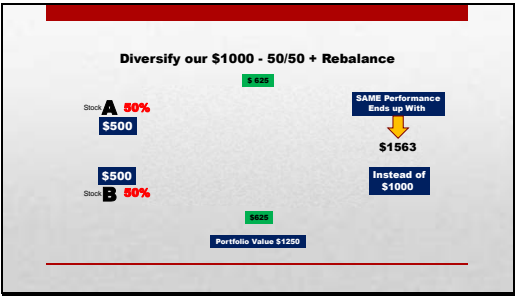 Diversify our $1000 - 50/50 + Rebalance
$ 625
Stock A 50%
$500
SAME Performance
Ends up With
$1563
$500
Stock B 50%
Instead of
$1000
$625
Portfolio Value $1250